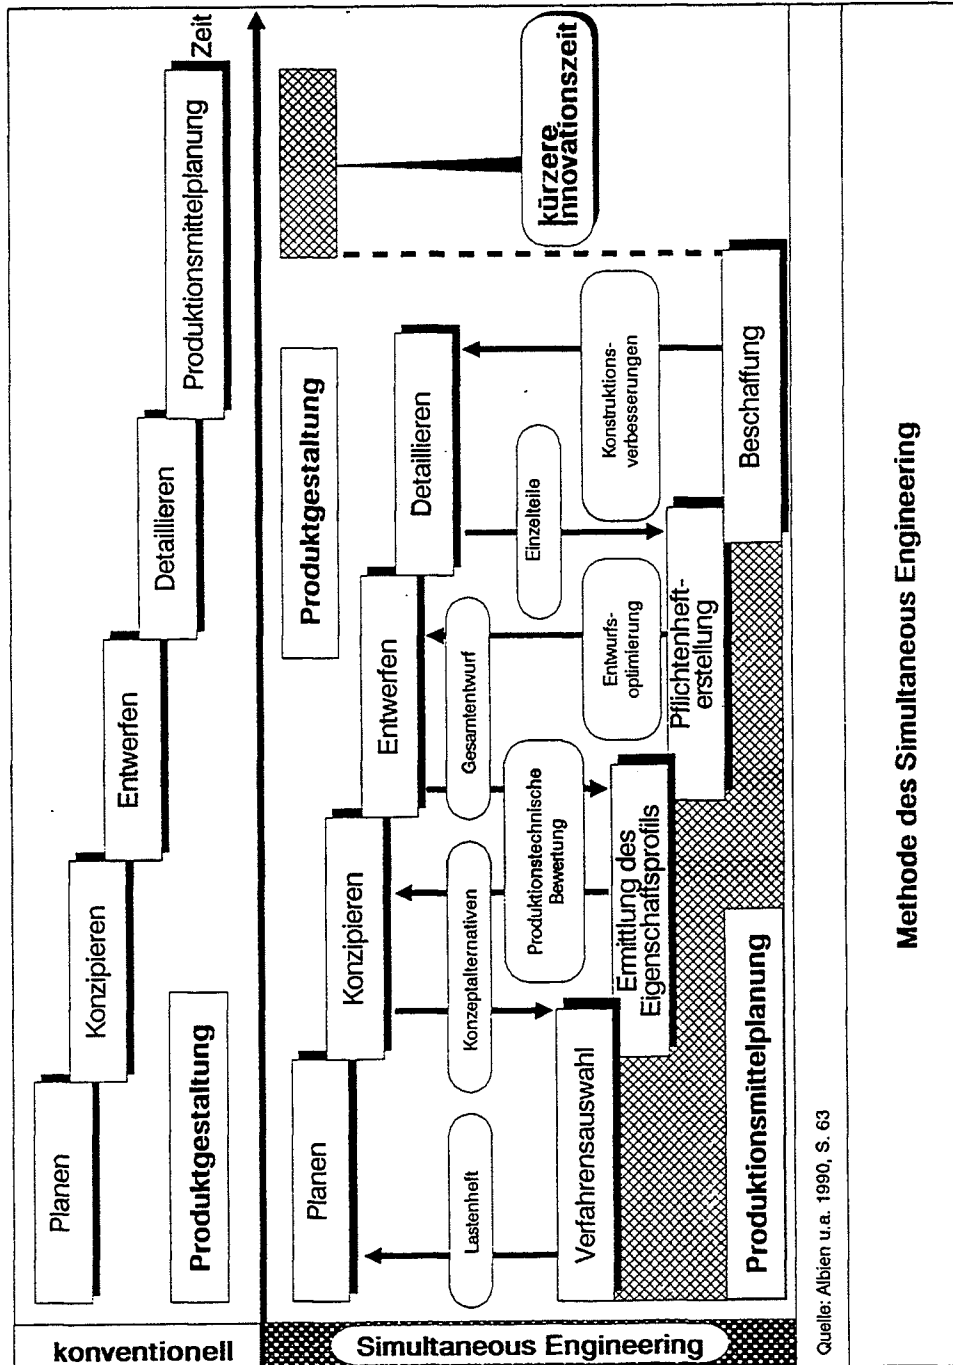 konventionell
Planen
Konzipieren
Entwerfen
Detaillieren
Produktionsmittelplanung
Zeit
Produktgestaltung
Simultaneous Engineering
Planen
Konzipieren
Entwerfen
Detaillieren
Produktgestaltung
kürzere
Innovationszeit
Lastenheft
Konzeptalternativen
Gesamtentwurf
Einzelteile
Produktionstechnische
Bewertung
Entwurfs-
optimierung
Konstruktions-
verbesserungen
Verfahrensauswahl
Ermittlung des
Eigenschaftsprofils
Pflichtenheft-
erstellung
Beschaffung
Produktionsmittelplanung
Quelle: Albien u.a. 1990, S. 63
Methode des Simultaneous Engineering